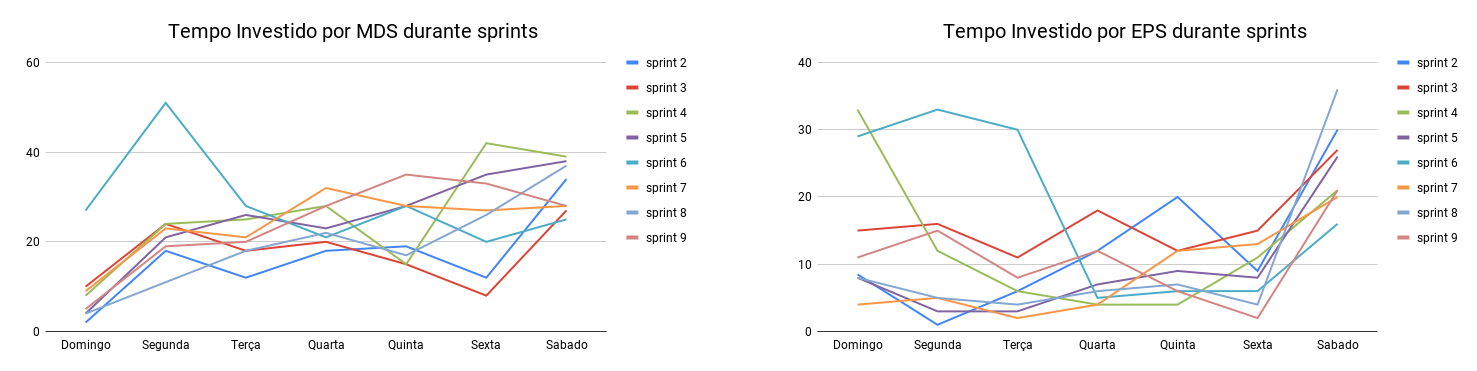 Tempo Investido por MDS durante sprints
60
40
20
0
Domingo
Segunda
Terça
Quarta
Quinta
Sexta
Sabado
sprint 2
sprint 3
sprint 4
sprint 5
sprint 6
sprint 7
sprint 8
sprint 9
Tempo Investido por EPS durante sprints
40
30
20
10
0
Domingo
Segunda
Terça
Quarta
Quinta
Sexta
Sabado
sprint 2
sprint 3
sprint 4
sprint 5
sprint 6
sprint 7
sprint 8
sprint 9